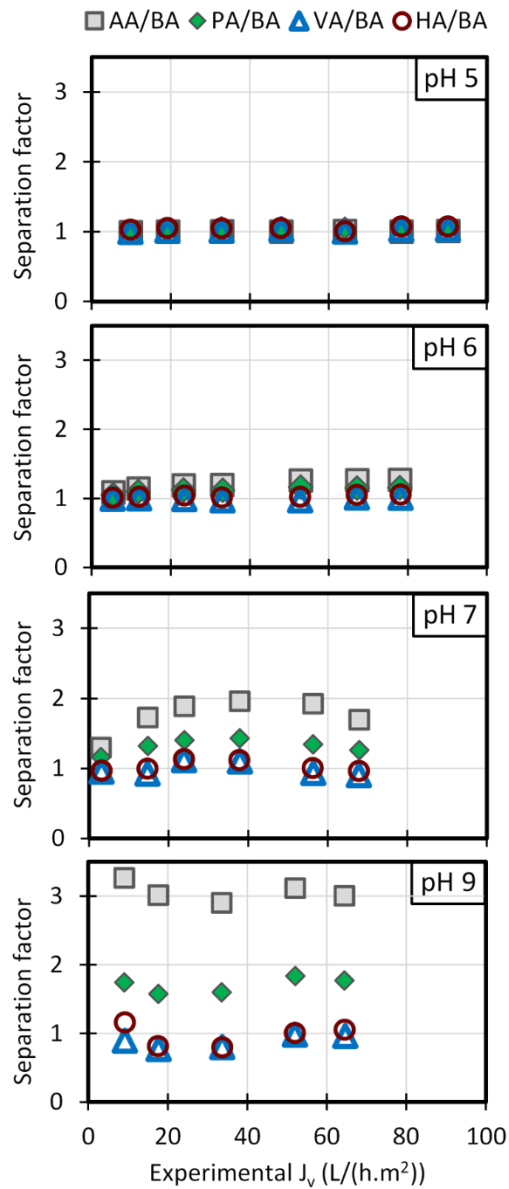 AA/BA PA/BA VA/BA HA/BA
pH 5
3
2
1
0
Separation factor
pH 6
3
2
1
0
Separation factor
pH 7
3
2
1
0
Separation factor
pH 9
3
2
1
0
Separation factor
0 20 40 60 80 100
Experimental Jᵥ (L/(h.m²))